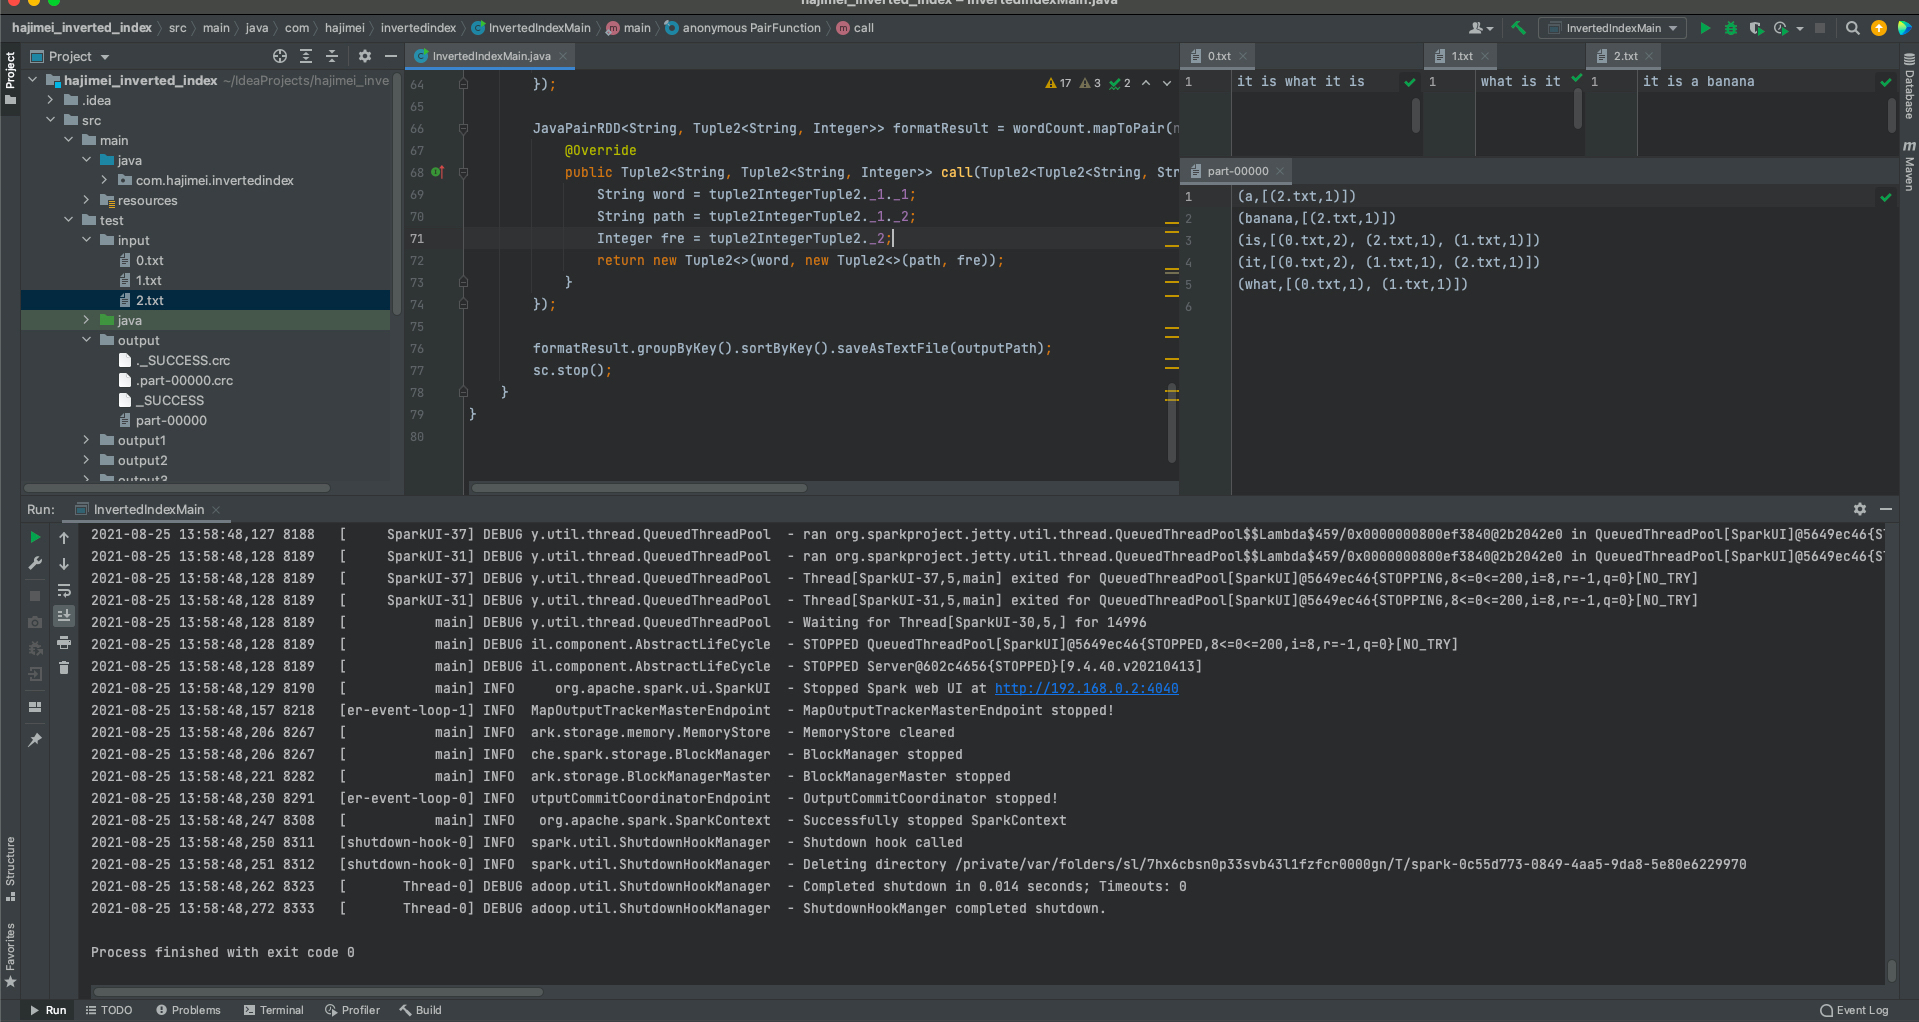 hajimei_inverted_index – InvertedIndexMain.java
hajimei_inverted_index › src › main › java › com › hajimei › invertedindex › InvertedIndexMain › main › anonymous PairFunction › call
InvertedIndexMain
Project
Project
hajimei_inverted_index ~/IdeaProjects/hajimei_inve
.idea
src
main
java
com.hajimei.invertedindex
resources
test
input
0.txt
1.txt
2.txt
java
output
._SUCCESS.crc
.part-00000.crc
_SUCCESS
part-00000
output1
output2
output3
InvertedIndexMain.java
17 3 2
64 });
65
66 JavaPairRDD<String, Tuple2<String, Integer>> formatResult = wordCount.mapToPair(n
67 @Override
68 public Tuple2<String, Tuple2<String, Integer>> call(Tuple2<Tuple2<String, Str
69 String word = tuple2IntegerTuple2._1._1;
70 String path = tuple2IntegerTuple2._1._2;
71 Integer fre = tuple2IntegerTuple2._2;
72 return new Tuple2<>(word, new Tuple2<>(path, fre));
73 }
74 });
75
76 formatResult.groupByKey().sortByKey().saveAsTextFile(outputPath);
77 sc.stop();
78 }
79 }
80
0.txt
1 it is what it is
1.txt
1 what is it
2.txt
1 it is a banana
part-00000
1 (a,[(2.txt,1)])
2 (banana,[(2.txt,1)])
3 (is,[(0.txt,2), (2.txt,1), (1.txt,1)])
4 (it,[(0.txt,2), (1.txt,1), (2.txt,1)])
5 (what,[(0.txt,1), (1.txt,1)])
6
Database
m Maven
Run: InvertedIndexMain
2021-08-25 13:58:48,127 8188 [ SparkUI-37] DEBUG y.util.thread.QueuedThreadPool - ran org.sparkproject.jetty.util.thread.QueuedThreadPool$$Lambda$459/0x0000000800ef3840@2b2042e0 in QueuedThreadPool[SparkUI]@5649ec46{S
2021-08-25 13:58:48,128 8189 [ SparkUI-31] DEBUG y.util.thread.QueuedThreadPool - ran org.sparkproject.jetty.util.thread.QueuedThreadPool$$Lambda$459/0x0000000800ef3840@2b2042e0 in QueuedThreadPool[SparkUI]@5649ec46{S
2021-08-25 13:58:48,128 8189 [ SparkUI-37] DEBUG y.util.thread.QueuedThreadPool - Thread[SparkUI-37,5,main] exited for QueuedThreadPool[SparkUI]@5649ec46{STOPPING,8<=0<=200,i=8,r=-1,q=0}[NO_TRY]
2021-08-25 13:58:48,128 8189 [ SparkUI-31] DEBUG y.util.thread.QueuedThreadPool - Thread[SparkUI-31,5,main] exited for QueuedThreadPool[SparkUI]@5649ec46{STOPPING,8<=0<=200,i=8,r=-1,q=0}[NO_TRY]
2021-08-25 13:58:48,128 8189 [ main] DEBUG y.util.thread.QueuedThreadPool - Waiting for Thread[SparkUI-30,5,] for 14996
2021-08-25 13:58:48,128 8189 [ main] DEBUG il.component.AbstractLifeCycle - STOPPED QueuedThreadPool[SparkUI]@5649ec46{STOPPED,8<=0<=200,i=8,r=-1,q=0}[NO_TRY]
2021-08-25 13:58:48,128 8189 [ main] DEBUG il.component.AbstractLifeCycle - STOPPED Server@602c4656{STOPPED}[9.4.40.v20210413]
2021-08-25 13:58:48,129 8190 [ main] INFO org.apache.spark.ui.SparkUI - Stopped Spark web UI at http://192.168.0.2:4040
2021-08-25 13:58:48,157 8218 [er-event-loop-1] INFO MapOutputTrackerMasterEndpoint - MapOutputTrackerMasterEndpoint stopped!
2021-08-25 13:58:48,206 8267 [ main] INFO ark.storage.memory.MemoryStore - MemoryStore cleared
2021-08-25 13:58:48,206 8267 [ main] INFO che.spark.storage.BlockManager - BlockManager stopped
2021-08-25 13:58:48,221 8282 [ main] INFO ark.storage.BlockManagerMaster - BlockManagerMaster stopped
2021-08-25 13:58:48,230 8291 [er-event-loop-0] INFO utputCommitCoordinatorEndpoint - OutputCommitCoordinator stopped!
2021-08-25 13:58:48,247 8308 [ main] INFO org.apache.spark.SparkContext - Successfully stopped SparkContext
2021-08-25 13:58:48,250 8311 [shutdown-hook-0] INFO spark.util.ShutdownHookManager - Shutdown hook called
2021-08-25 13:58:48,251 8312 [shutdown-hook-0] INFO spark.util.ShutdownHookManager - Deleting directory /private/var/folders/sl/7hx6cbsn0p33svb43l1fzfcr0000gn/T/spark-0c55d773-0849-4aa5-9da8-5e80e6229970
2021-08-25 13:58:48,262 8323 [ Thread-0] DEBUG adoop.util.ShutdownHookManager - Completed shutdown in 0.014 seconds; Timeouts: 0
2021-08-25 13:58:48,272 8333 [ Thread-0] DEBUG adoop.util.ShutdownHookManager - ShutdownHookManger completed shutdown.
Process finished with exit code 0
Structure
Favorites
Run TODO Problems Terminal Profiler Build
Event Log